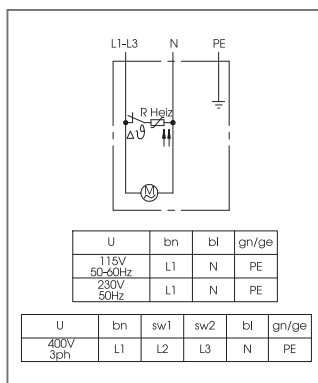 L1-L3 N PE
R Heiz
Δϑ
M
U bn bl gn/ge
115V 50-60Hz L1 N PE
230V 50Hz L1 N PE
U bn sw1 sw2 bl gn/ge
400V 3ph L1 L2 L3 N PE